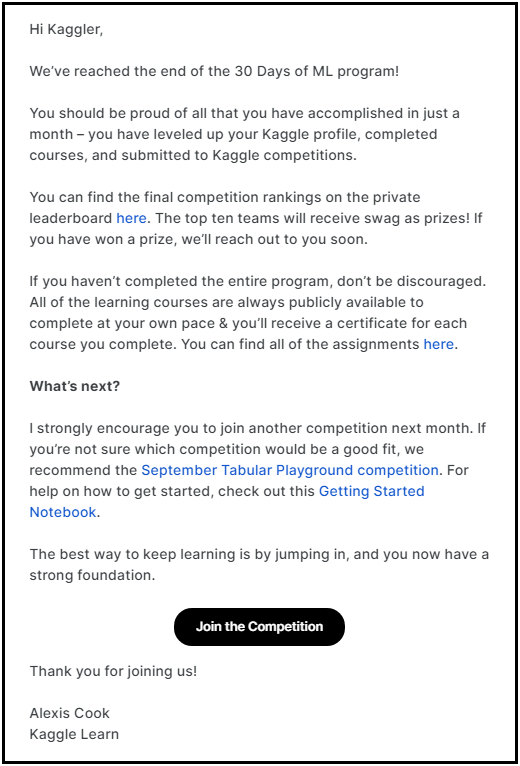 Hi Kaggler,
We’ve reached the end of the 30 Days of ML program!
You should be proud of all that you have accomplished in just a
month – you have leveled up your Kaggle profile, completed
courses, and submitted to Kaggle competitions.
You can find the final competition rankings on the private
leaderboard here. The top ten teams will receive swag as prizes! If
you have won a prize, we’ll reach out to you soon.
If you haven’t completed the entire program, don’t be discouraged.
All of the learning courses are always publicly available to
complete at your own pace & you’ll receive a certificate for each
course you complete. You can find all of the assignments here.
What’s next?
I strongly encourage you to join another competition next month. If
you’re not sure which competition would be a good fit, we
recommend the September Tabular Playground competition. For
help on how to get started, check out this Getting Started
Notebook.
The best way to keep learning is by jumping in, and you now have a
strong foundation.
Join the Competition
Thank you for joining us!
Alexis Cook
Kaggle Learn